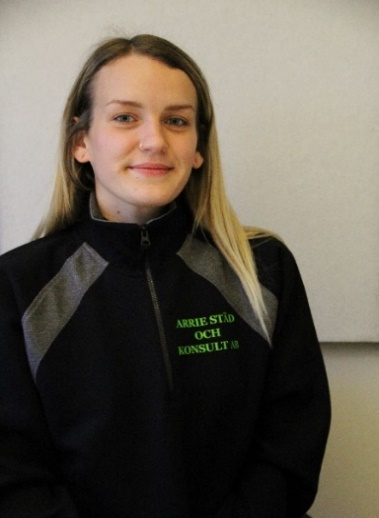 ARRIE STÄD
OCH
KONSULT AB